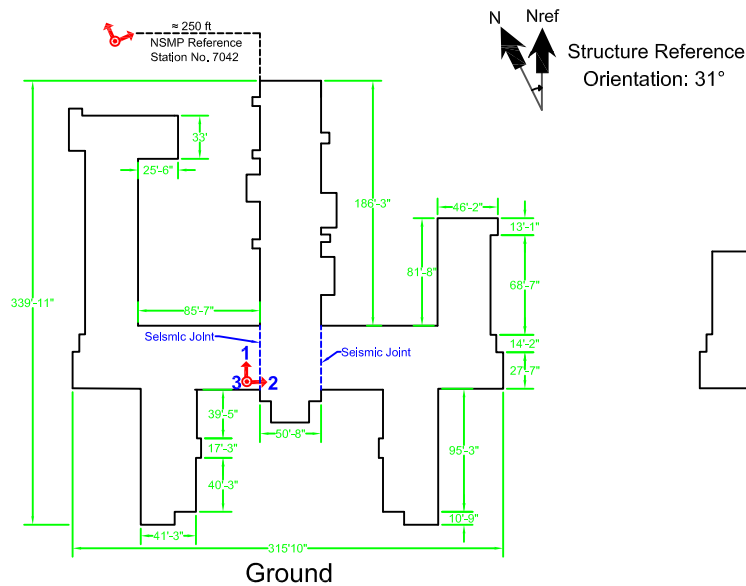 ≈ 250 ft
NSMP Reference
Station No. 7042
N
Nref
Structure Reference
Orientation: 31°
33'
25'-6"
186'-3"
46'-2"
13'-1"
81'-8"
68'-7"
339'-11"
85'-7"
Seismic Joint
Seismic Joint
14'-2"
27'-7"
1
3
2
39'-5"
50'-8"
17'-3"
95'-3"
40'-3"
10'-9"
41'-3"
315'10"
Ground